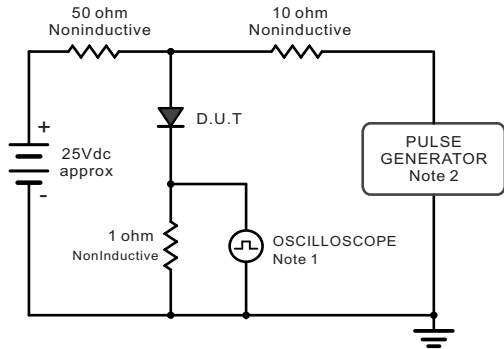 50 ohm
Noninductive
10 ohm
Noninductive
+
25Vdc
approx
-
D.U.T
PULSE
GENERATOR
Note 2
1 ohm
NonInductive
OSCILLOSCOPE
Note 1